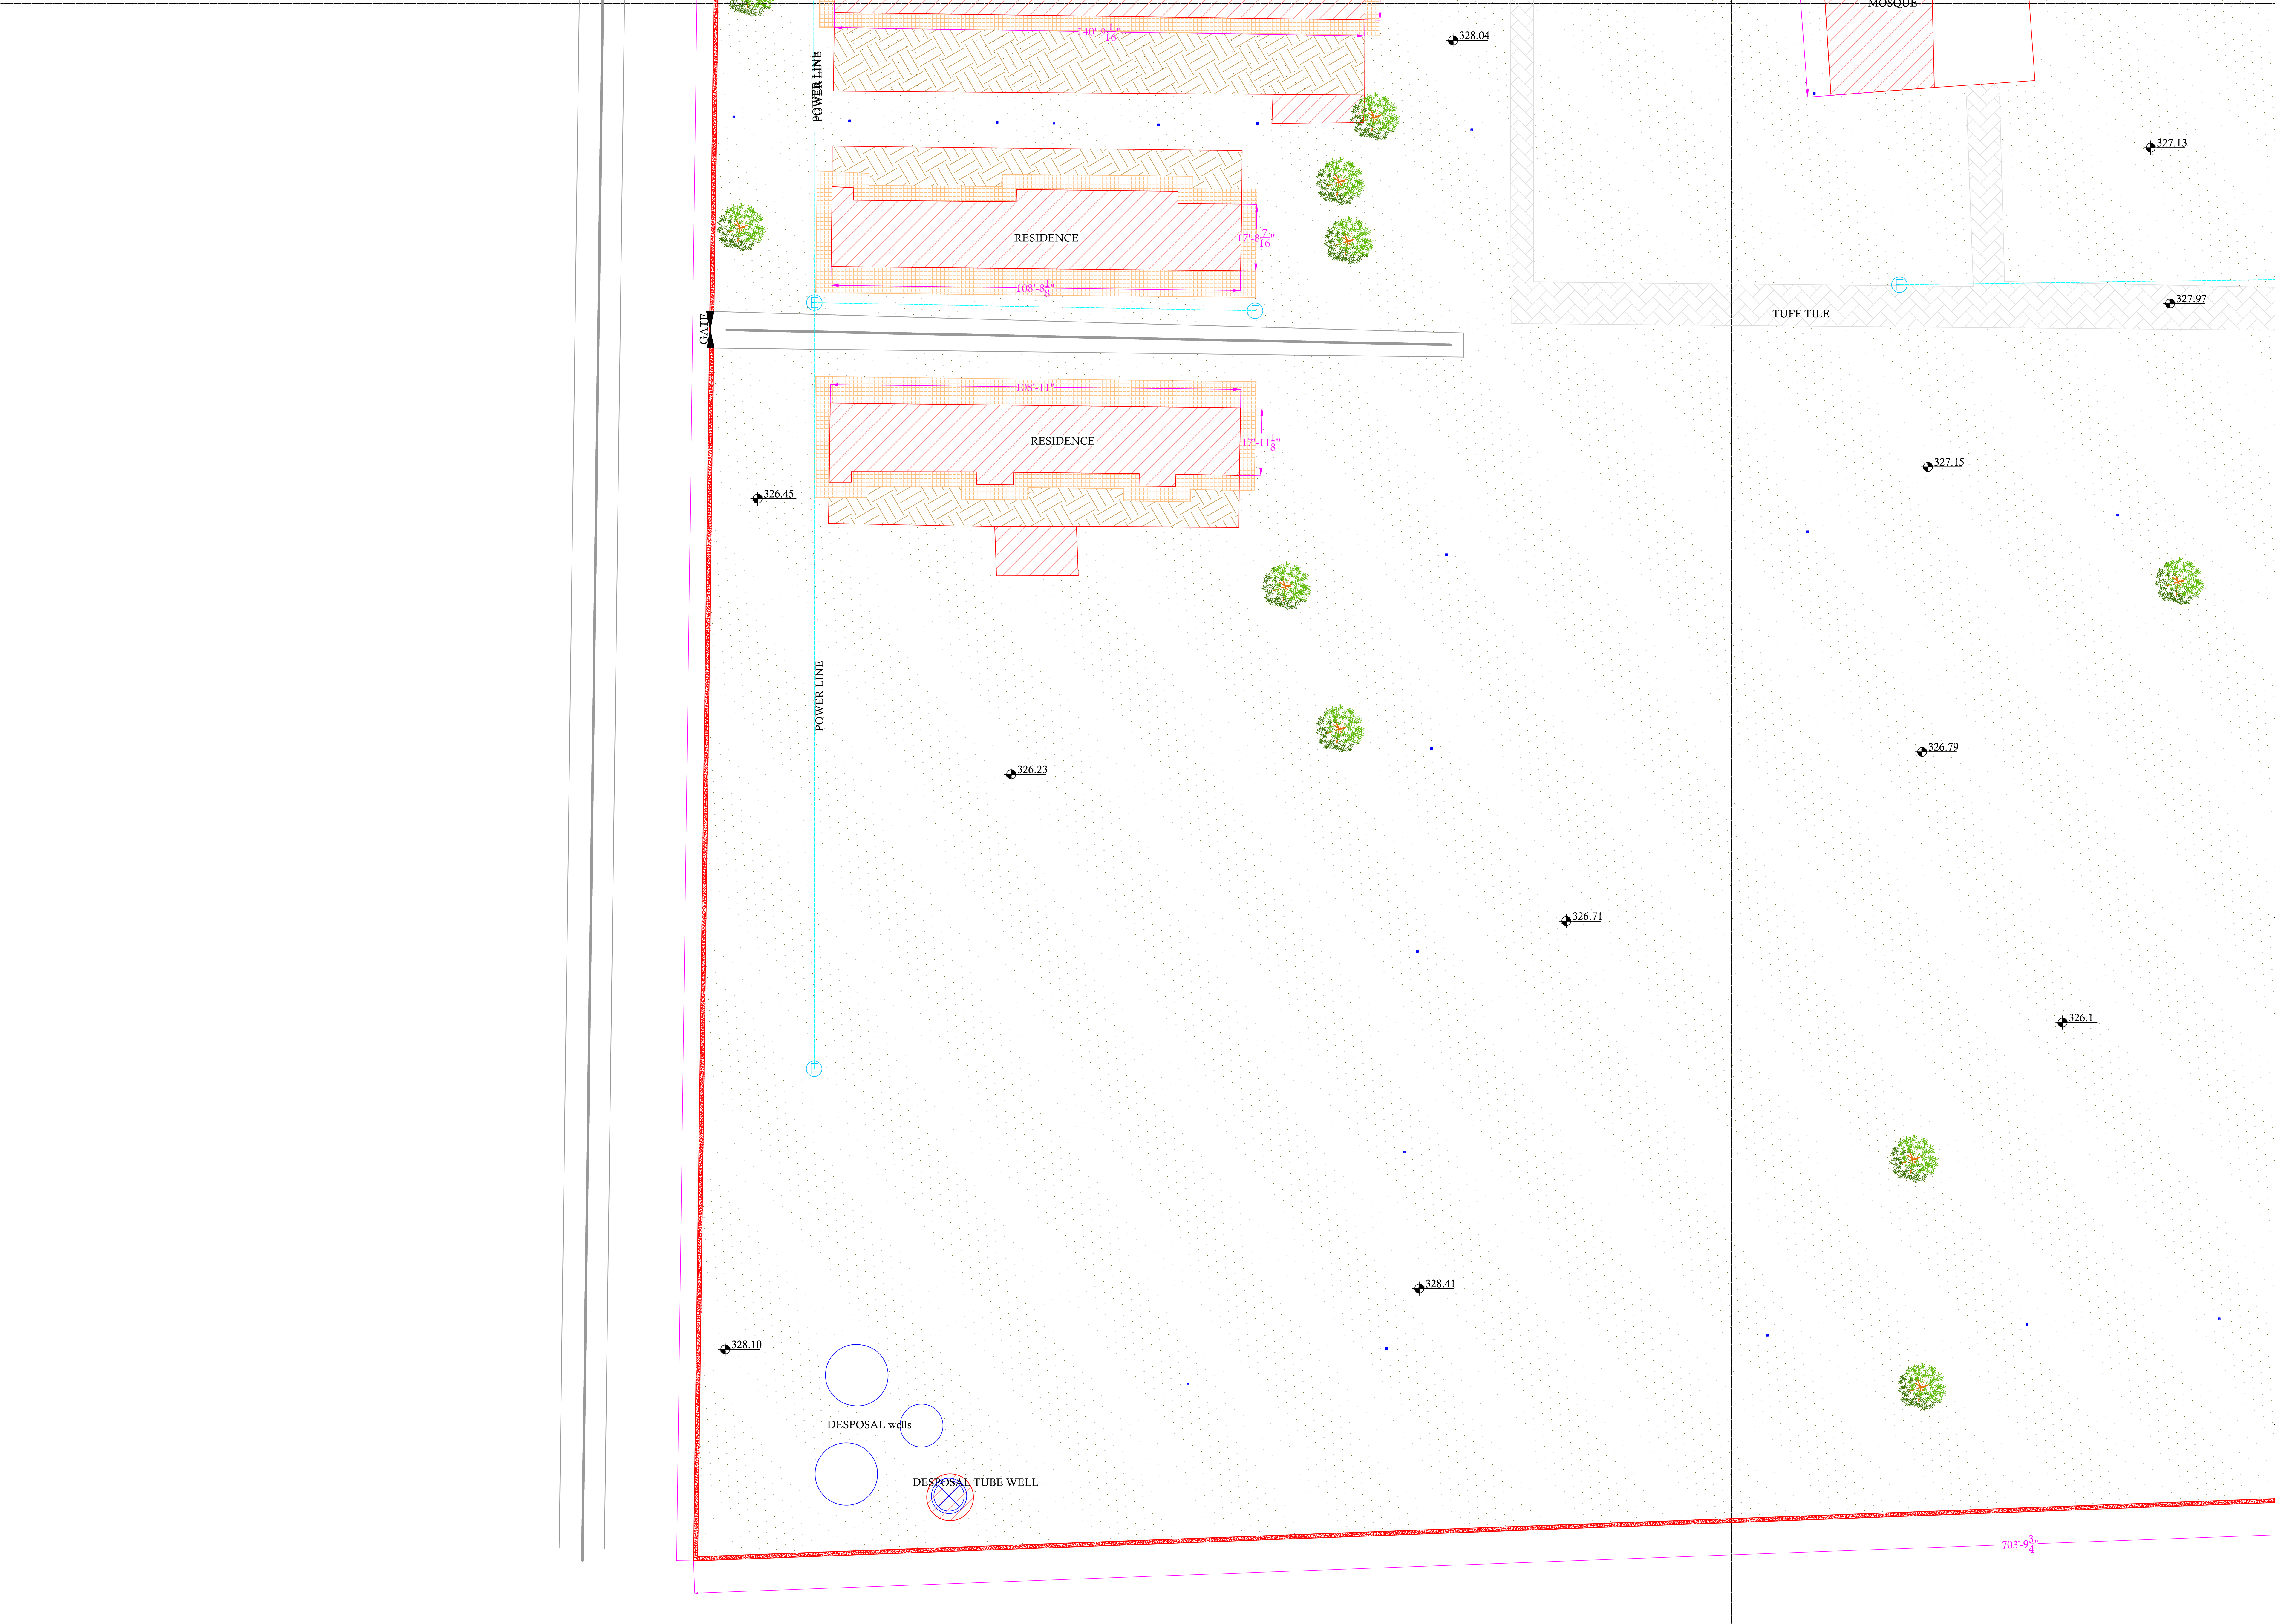 MOSQUE
140'-9 1/16"
328.04
POWER LINE
POWER LINE
327.13
RESIDENCE
17'-8 7/16"
108'-8 1/8"
E
E
E
327.97
TUFF TILE
GATE
108'-11"
RESIDENCE
17'-11 1/8"
327.15
326.45
POWER LINE
326.79
326.23
326.71
326.1
E
328.41
328.10
DESPOSAL wells
DESPOSAL TUBE WELL
703'-9 3/4"